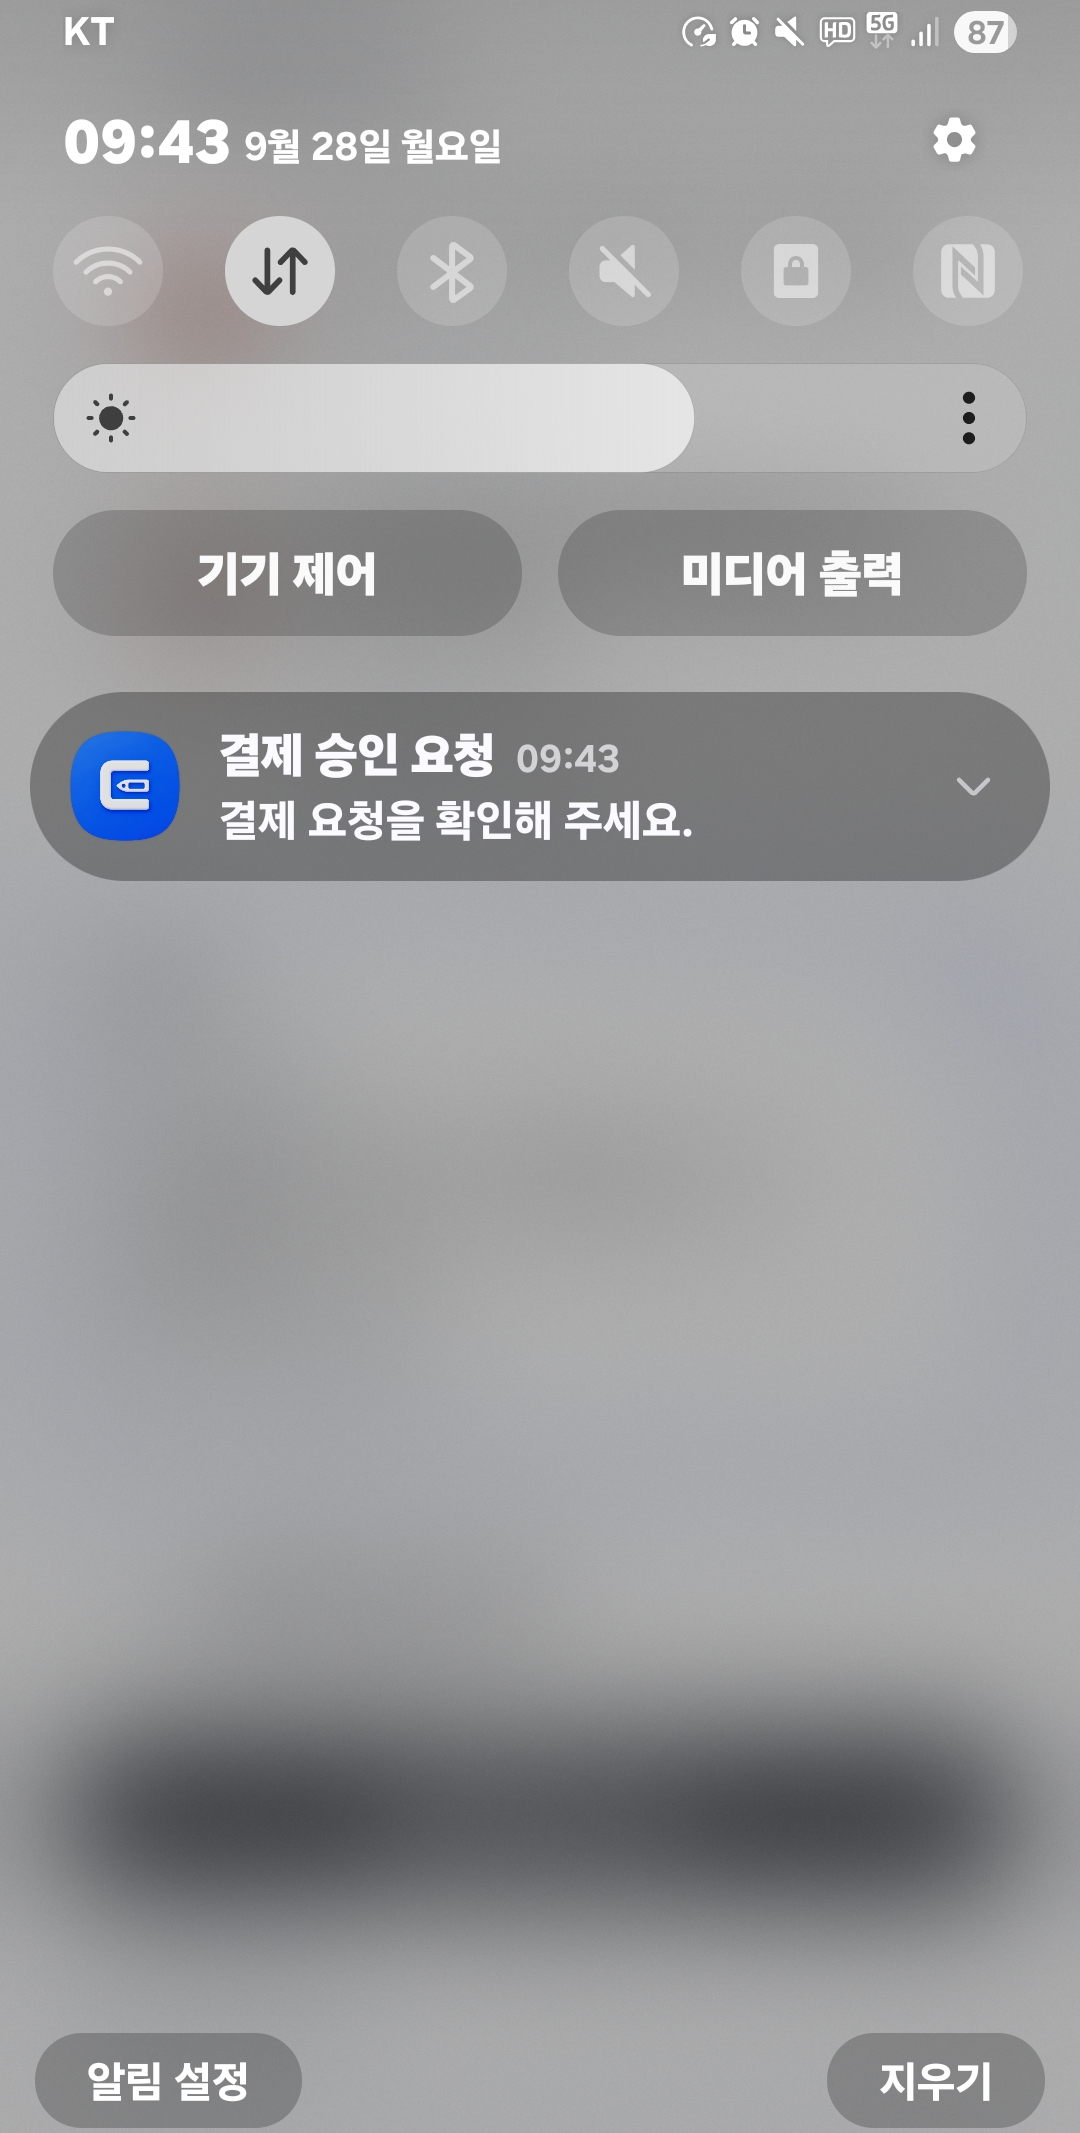 KT
HD 5G 87
09:43 9월 28일 월요일
기기 제어 미디어 출력
결제 승인 요청 09:43
결제 요청을 확인해 주세요.
알림 설정 지우기